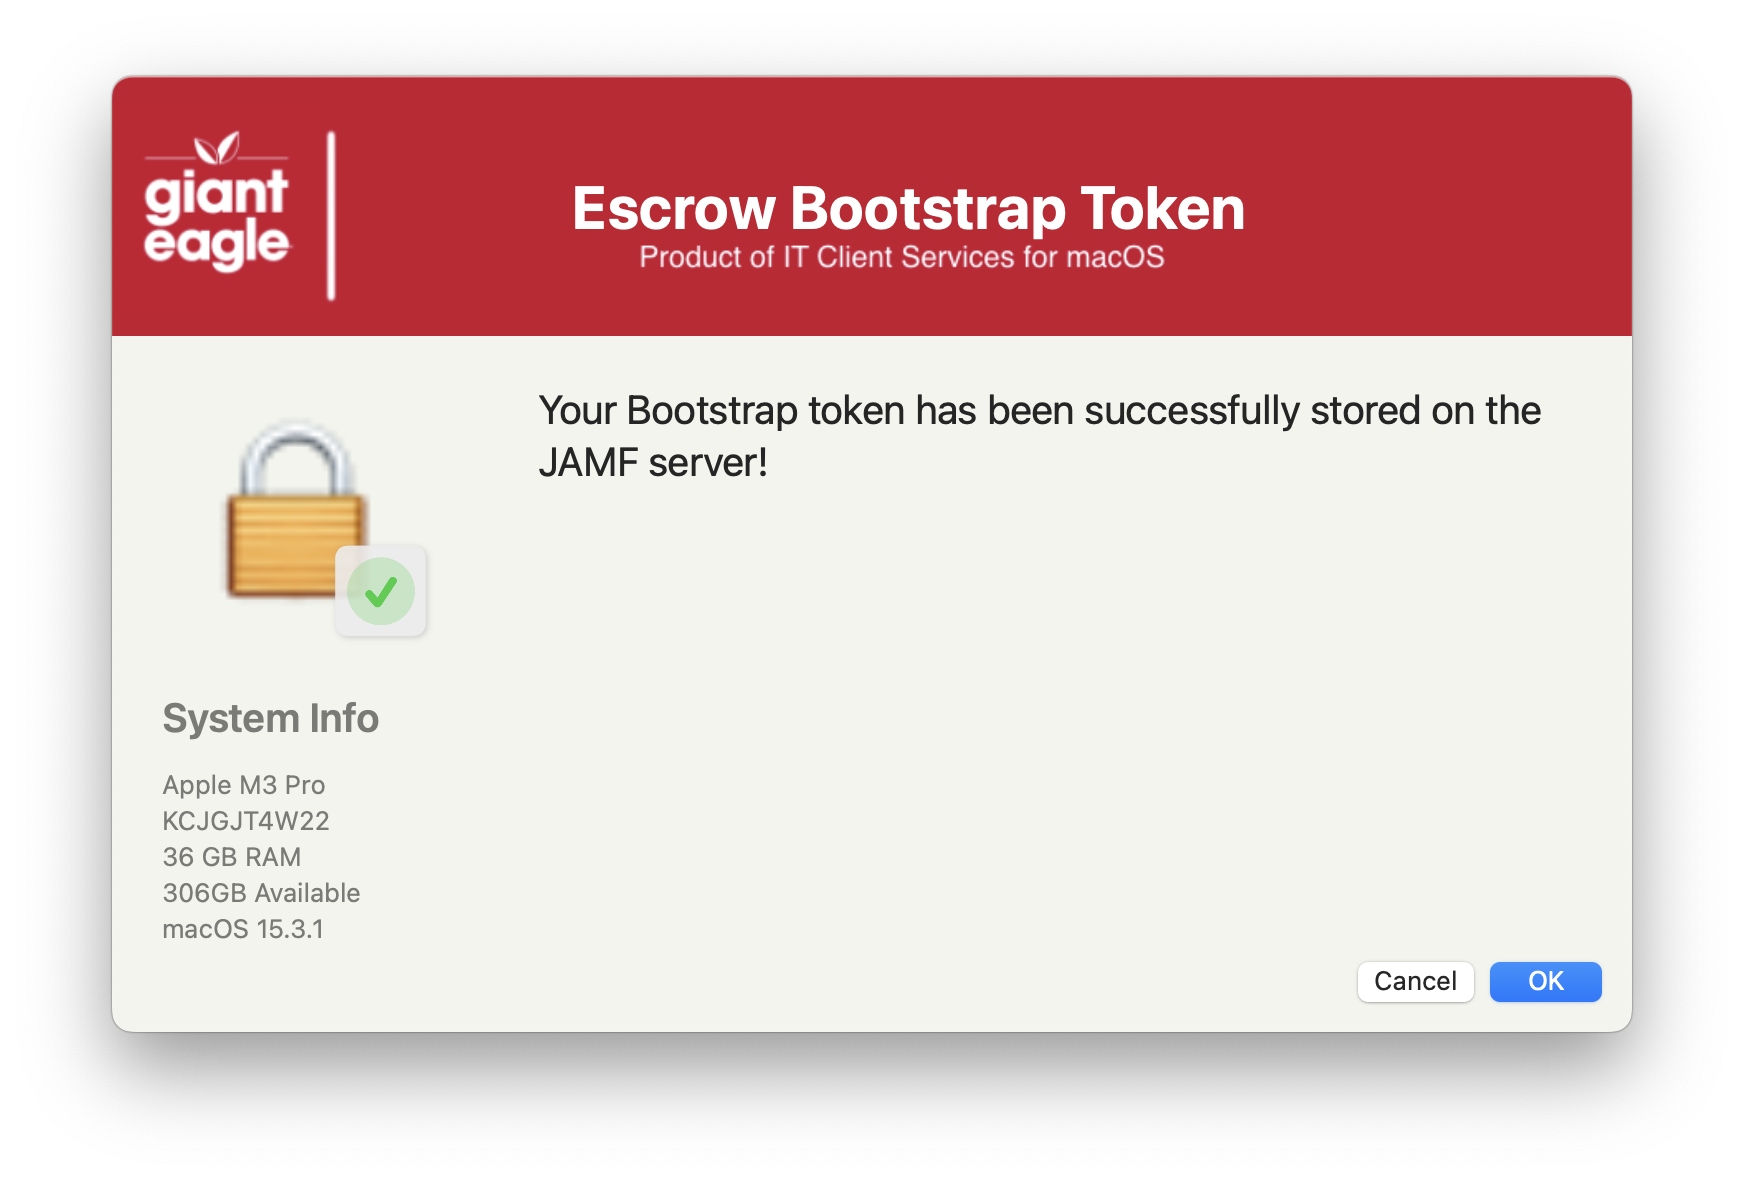 giant
eagle
Escrow Bootstrap Token
Product of IT Client Services for macOS
Your Bootstrap token has been successfully stored on the
JAMF server!
System Info
Apple M3 Pro
KCJGJT4W22
36 GB RAM
306GB Available
macOS 15.3.1
Cancel
OK